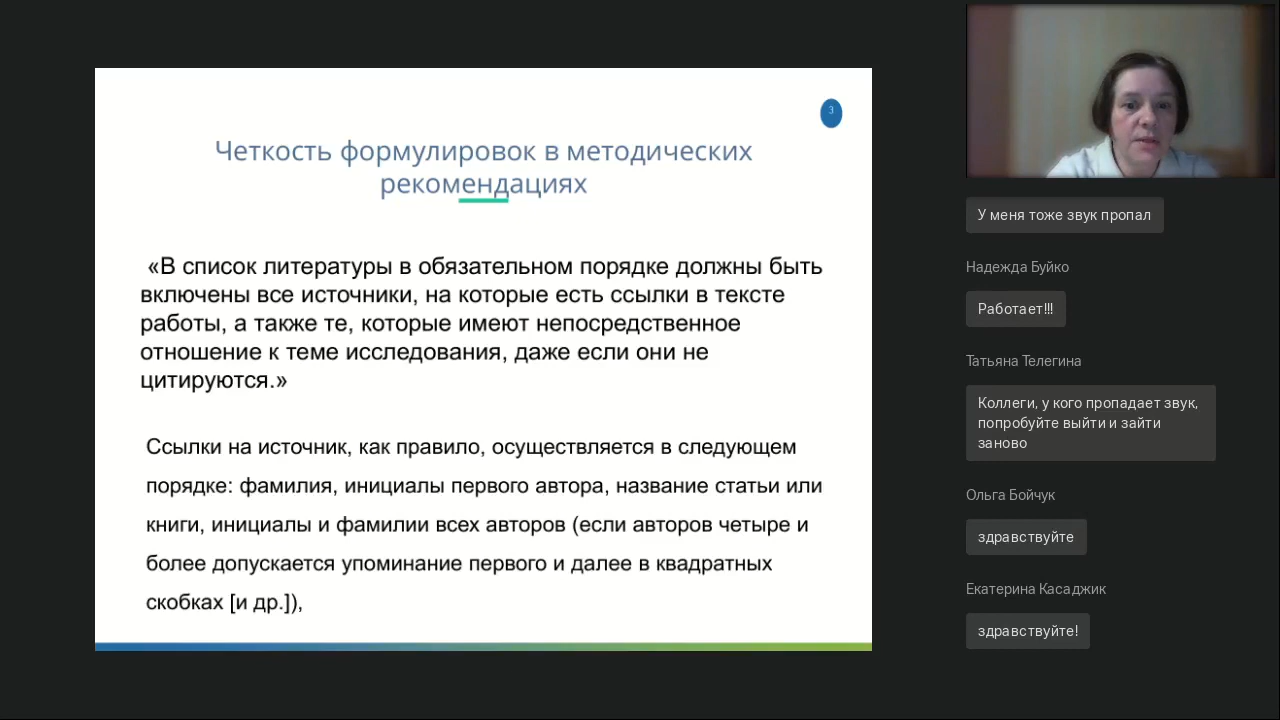 3
Четкость формулировок в методических
рекомендациях
«В список литературы в обязательном порядке должны быть
включены все источники, на которые есть ссылки в тексте
работы, а также те, которые имеют непосредственное
отношение к теме исследования, даже если они не
цитируются.»
Ссылки на источник, как правило, осуществляется в следующем
порядке: фамилия, инициалы первого автора, название статьи или
книги, инициалы и фамилии всех авторов (если авторов четыре и
более допускается упоминание первого и далее в квадратных
скобках [и др.]),
У меня тоже звук пропал
Надежда Буйко
Работает!!!
Татьяна Телегина
Коллеги, у кого пропадает звук,
попробуйте выйти и зайти
заново
Ольга Бойчук
здравствуйте
Екатерина Касаджик
здравствуйте!